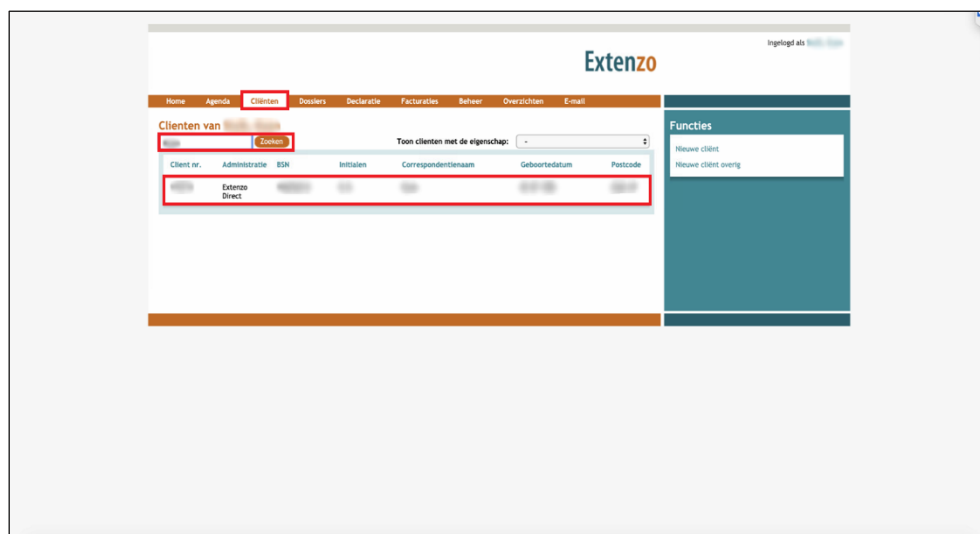 Ingelogd als
Extenzo
Home Agenda Cliënten Dossiers Declaratie Facturaties Beheer Overzichten E-mail
Clienten van
Zoeken Toon clienten met de eigenschap: -
Client nr. Administratie BSN Initialen Correspondentienaam Geboortedatum Postcode
Extenzo
Direct
Functies
Nieuwe cliënt
Nieuwe cliënt overig